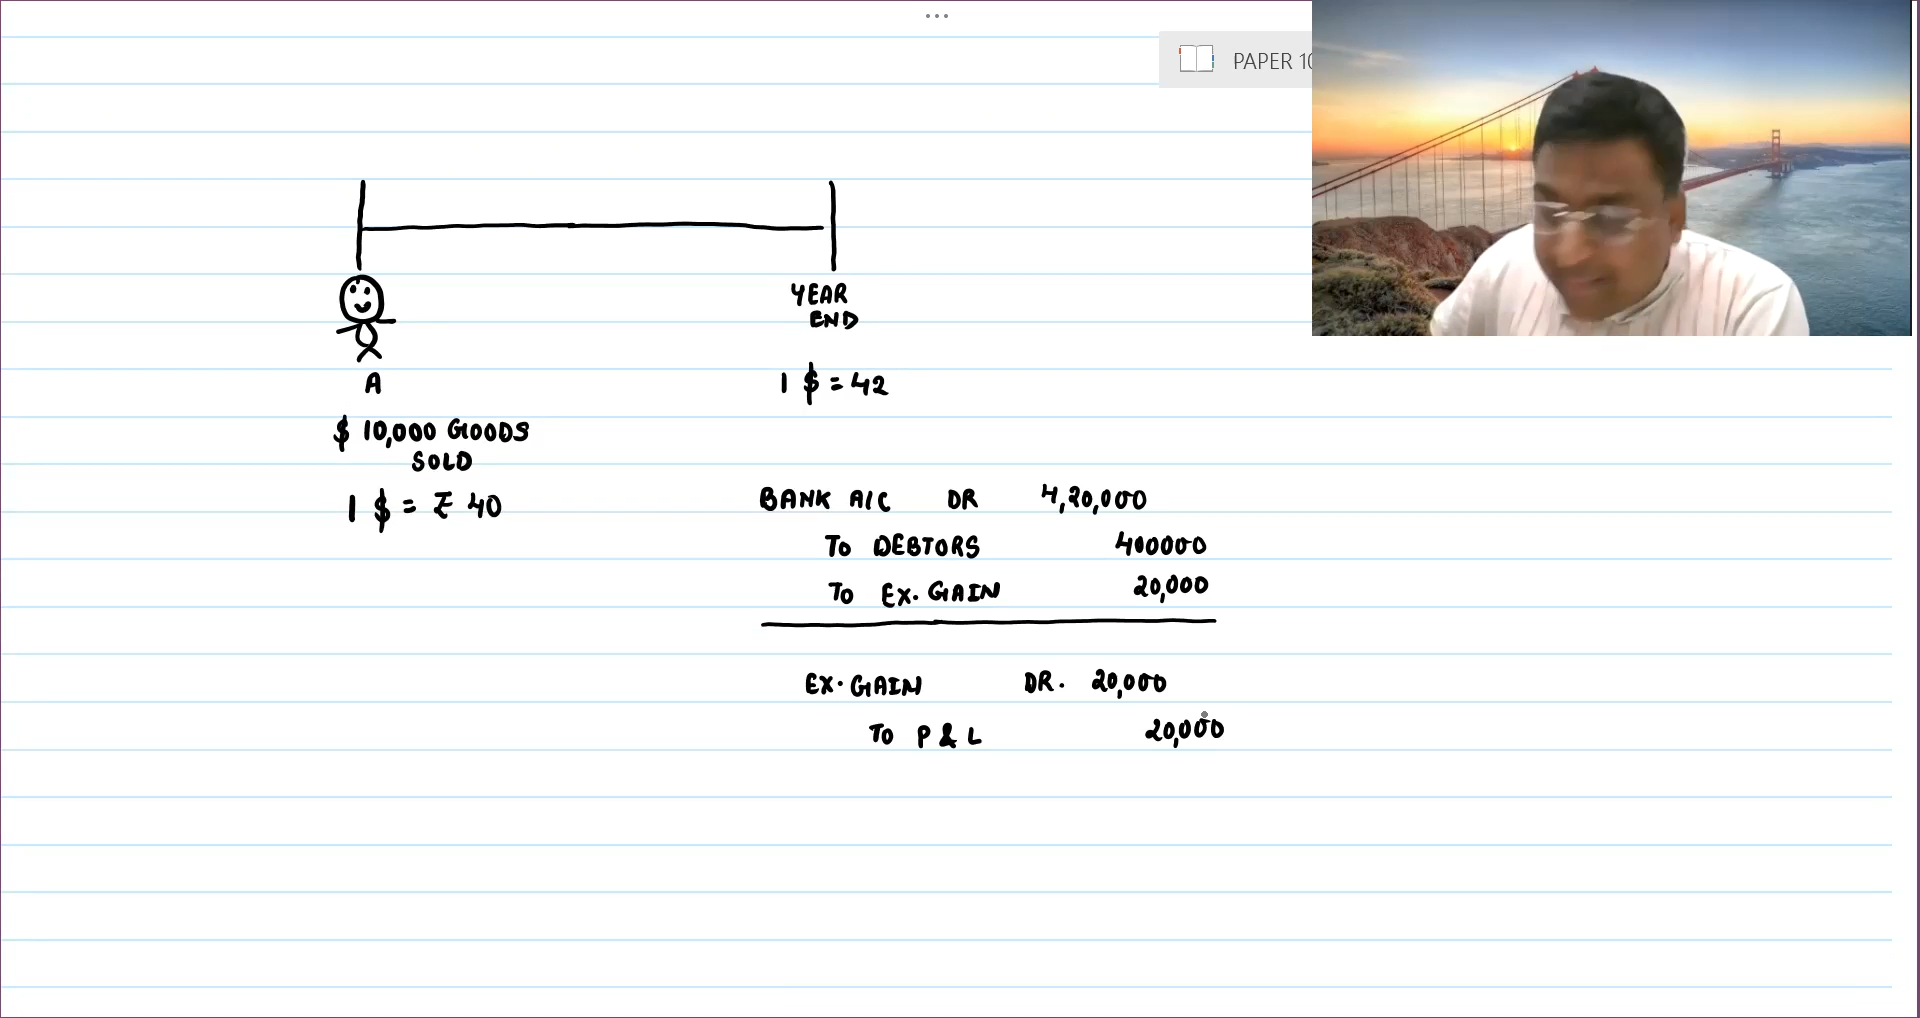 PAPER 10
A
$ 10,000 GOODS
SOLD
1 $ = ₹ 40
YEAR
END
1 $ = 42
BANK A/C DR 4,20,000
TO DEBTORS 400000
TO EX. GAIN 20,000
EX. GAIN DR. 20,000
TO P & L 20,000